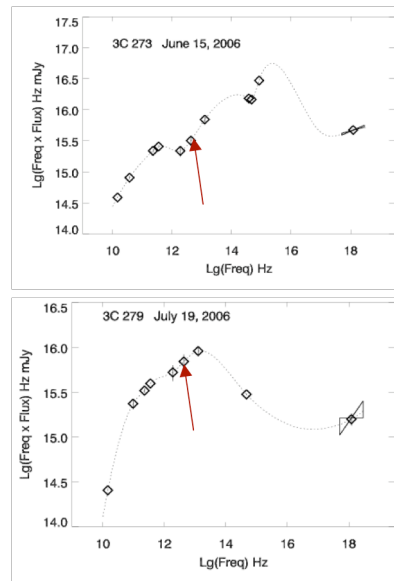 3C 273 June 15, 2006
Lg(Freq x Flux) Hz mJy
17.5
17.0
16.5
16.0
15.5
15.0
14.5
14.0
10 12 14 16 18
Lg(Freq) Hz
3C 279 July 19, 2006
Lg(Freq x Flux) Hz mJy
16.5
16.0
15.5
15.0
14.5
14.0
10 12 14 16 18
Lg(Freq) Hz